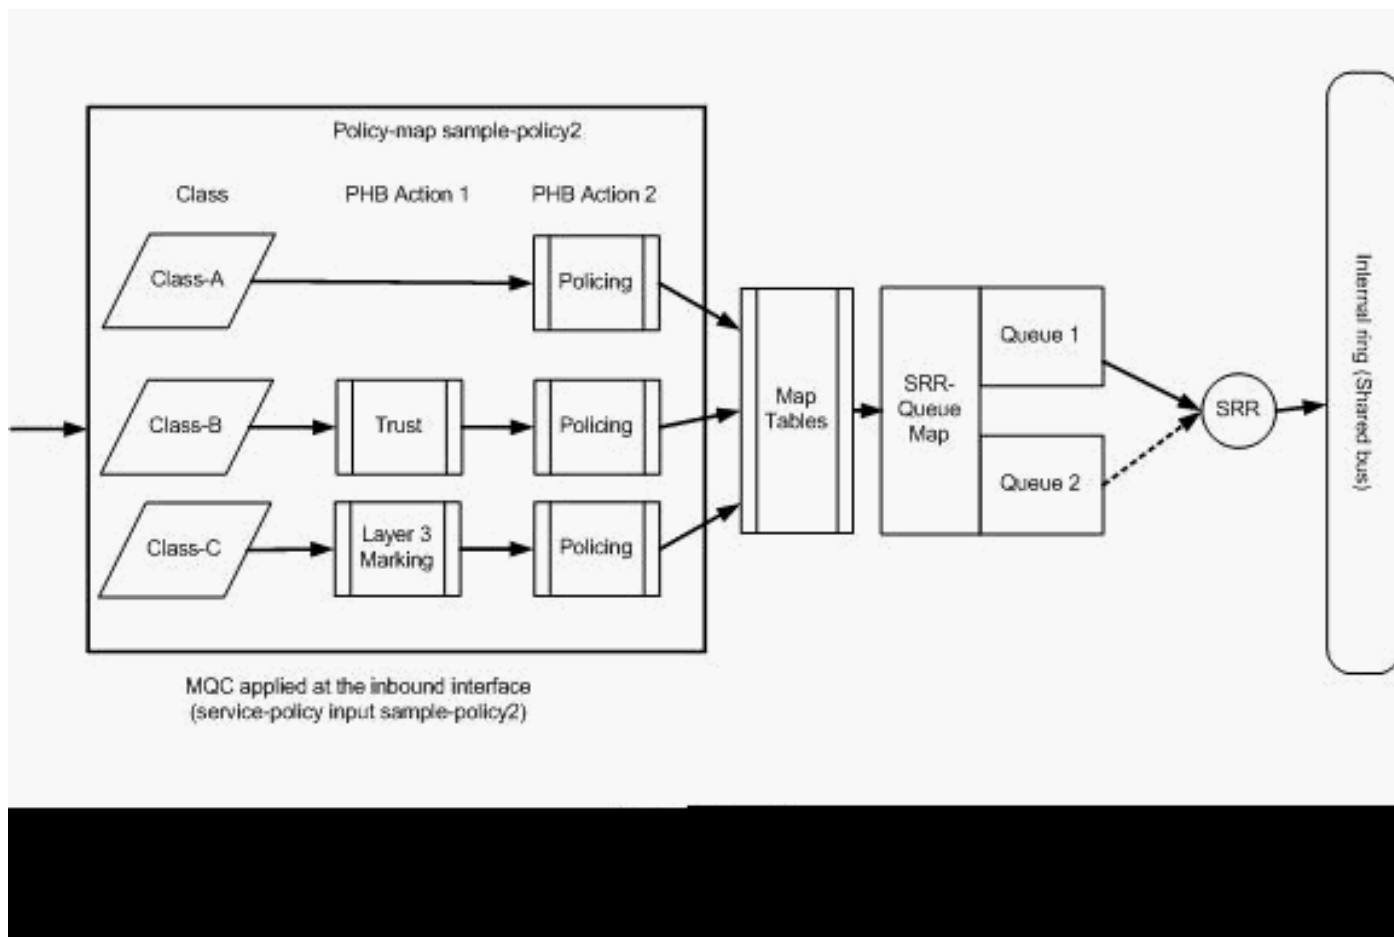 Policy-map sample-policy2
Class
PHB Action 1
PHB Action 2
Class-A
Policing
Class-B
Trust
Policing
Class-C
Layer 3
Marking
Policing
Map
Tables
SRR-
Queue
Map
Queue 1
Queue 2
SRR
Internal ring (Shared bus)
MQC applied at the inbound interface
(service-policy input sample-policy2)